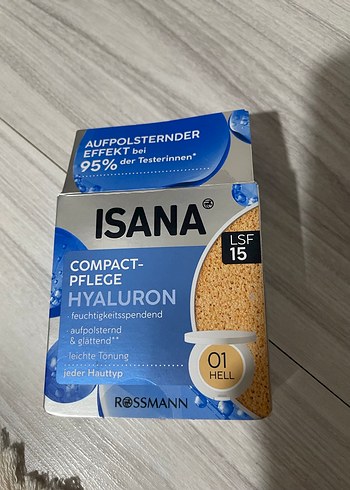 AUFPOLSTERNDER
EFFEKT bei
95% der Testerinnen*
ISANA
LSF
15
COMPACT-
PFLEGE
HYALURON
feuchtigkeitsspendend
aufpolsternd
& glättend**
leichte Tönung
jeder Hauttyp
01
HELL
ROSSMANN